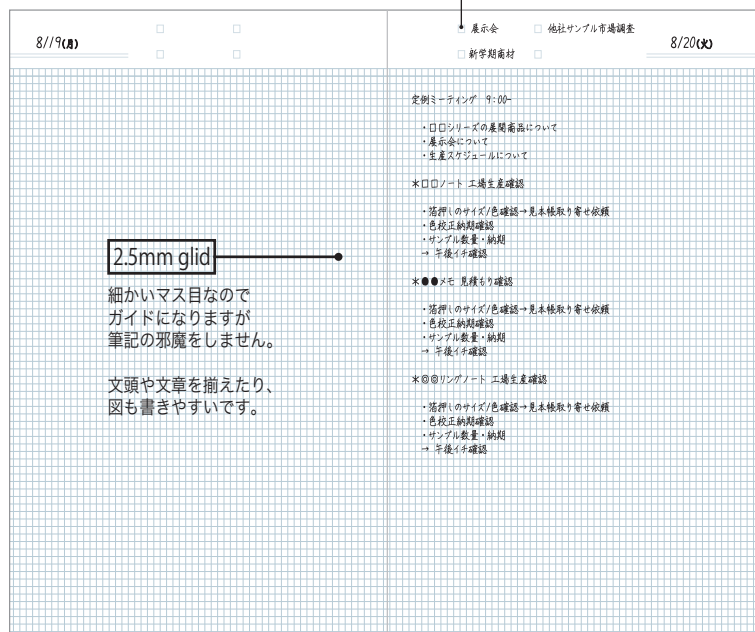 8/19(月)
展示会
他社サンプル市場調査
新学期商材
8/20(火)
定例ミーティング 9:00-
・□□シリーズの展開商品について
・展示会について
・生産スケジュールについて
*□□ノート 工場生産確認
・箔押しのサイズ/色確認→見本帳取り寄せ依頼
・色校正納期確認
・サンプル数量・納期
→ 午後イチ確認
*●●メモ 見積もり確認
・箔押しのサイズ/色確認→見本帳取り寄せ依頼
・色校正納期確認
・サンプル数量・納期
→ 午後イチ確認
*◎◎リングノート 工場生産確認
・箔押しのサイズ/色確認→見本帳取り寄せ依頼
・色校正納期確認
・サンプル数量・納期
→ 午後イチ確認
2.5mm glid
細かいマス目なので
ガイドになりますが
筆記の邪魔をしません。
文頭や文章を揃えたり、
図も書きやすいです。